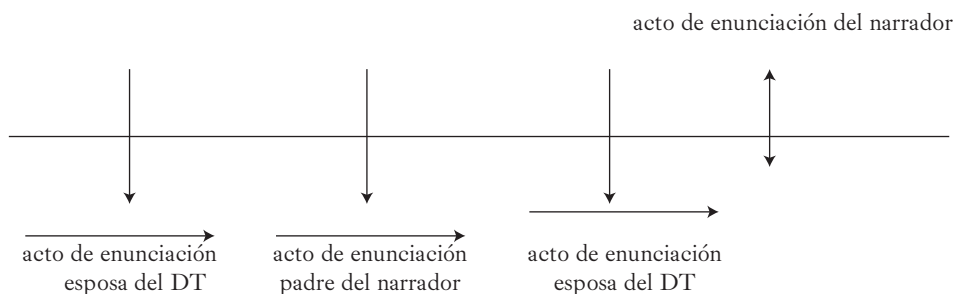 acto de enunciación del narrador
acto de enunciación
esposa del DT
acto de enunciación
padre del narrador
acto de enunciación
esposa del DT